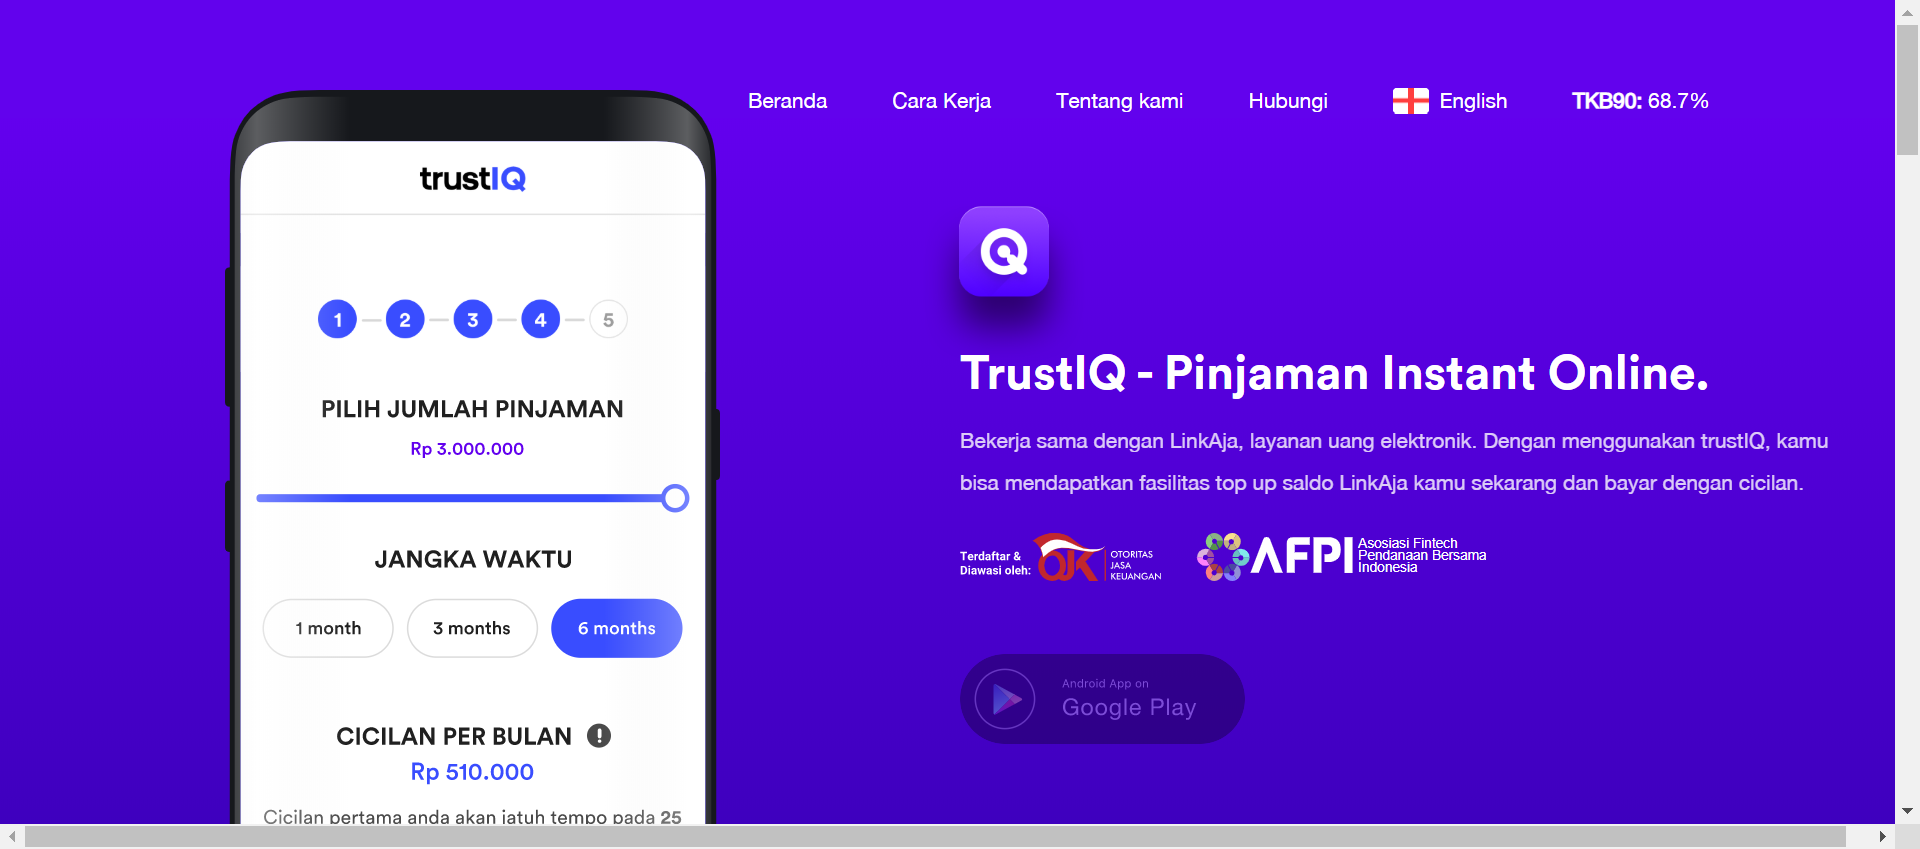 Beranda
Cara Kerja
Tentang kami
Hubungi
English
TKB90: 68.7%
trustIQ
1
2
3
4
5
PILIH JUMLAH PINJAMAN
Rp 3.000.000
JANGKA WAKTU
1 month
3 months
6 months
CICILAN PER BULAN
Rp 510.000
Cicilan pertama anda akan jatuh tempo pada 25
Q
TrustIQ - Pinjaman Instant Online.
Bekerja sama dengan LinkAja, layanan uang elektronik. Dengan menggunakan trustIQ, kamu
bisa mendapatkan fasilitas top up saldo LinkAja kamu sekarang dan bayar dengan cicilan.
Terdaftar &
Diawasi oleh:
OJK
OTORITAS
JASA
KEUANGAN
AFPI
Asosiasi Fintech
Pendanaan Bersama
Indonesia
Android App on
Google Play